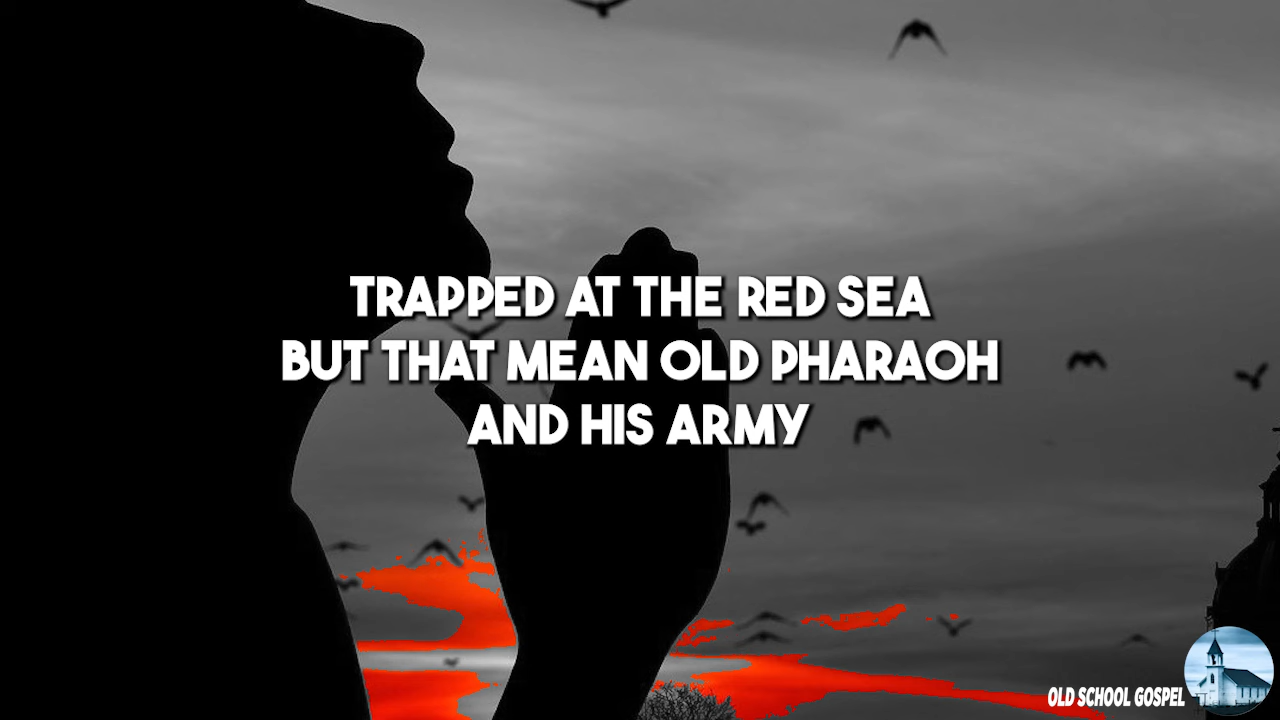 TRAPPED AT THE RED SEA
BUT THAT MEAN OLD PHARAOH
AND HIS ARMY
OLD SCHOOL GOSPEL